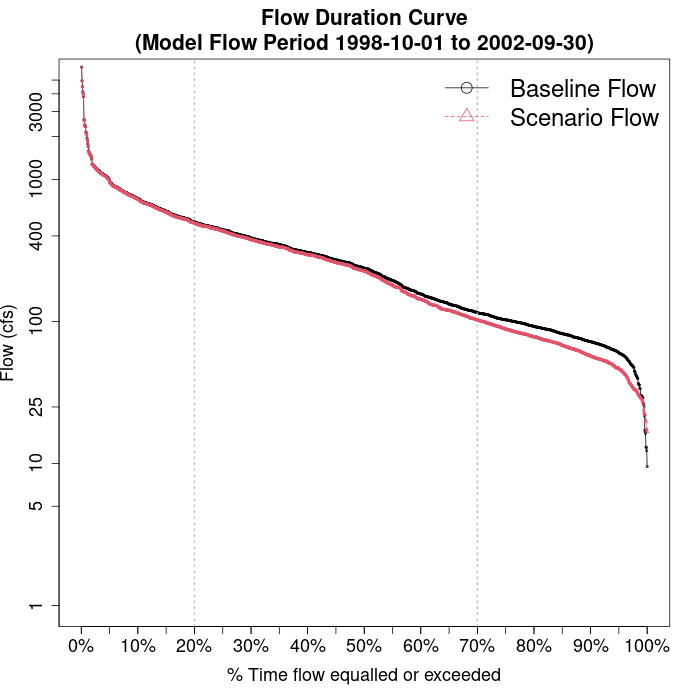 Flow Duration Curve
(Model Flow Period 1998-10-01 to 2002-09-30)
Baseline Flow
Scenario Flow
Flow (cfs)
3000
1000
400
100
25
10
5
1
0% 10% 20% 30% 40% 50% 60% 70% 80% 90% 100%
% Time flow equalled or exceeded